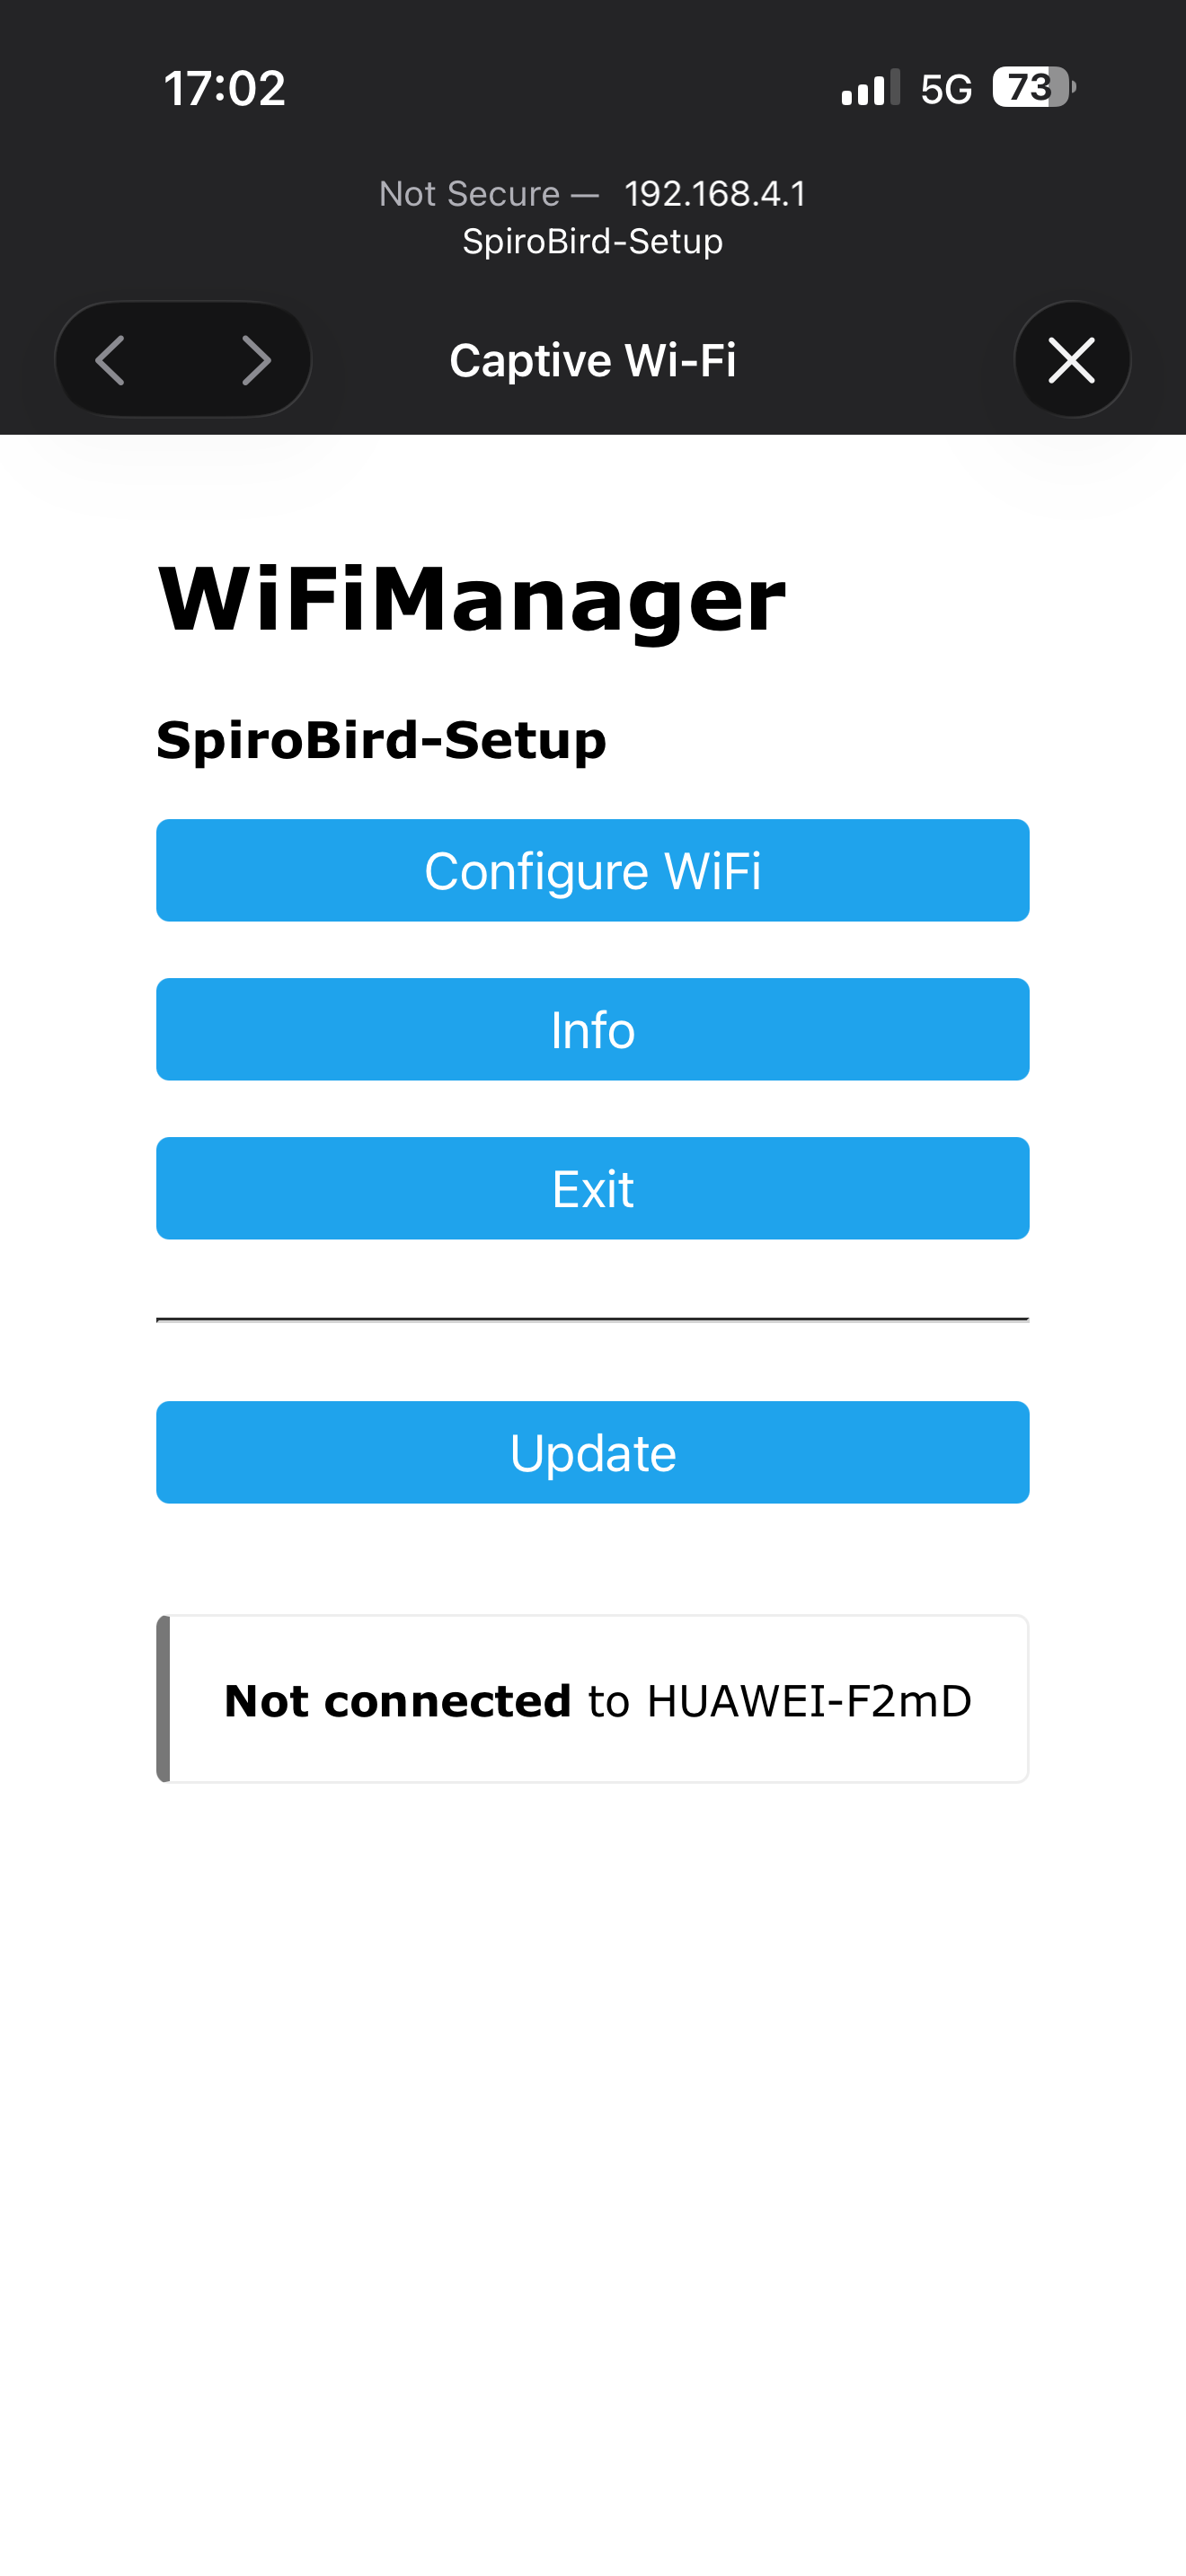 17:02
5G 73
Not Secure — 192.168.4.1
SpiroBird-Setup
Captive Wi-Fi
WiFiManager
SpiroBird-Setup
Configure WiFi
Info
Exit
Update
Not connected to HUAWEI-F2mD